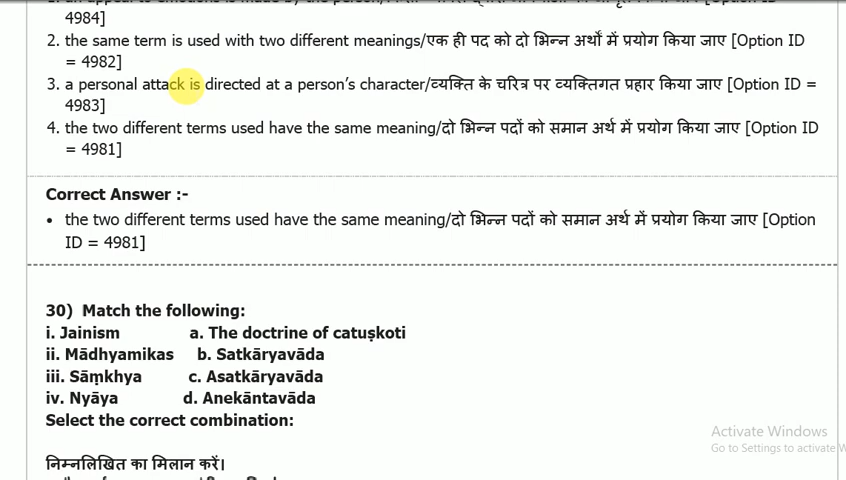 4984]
2. the same term is used with two different meanings/एक ही पद को दो भिन्न अर्थों में प्रयोग किया जाए [Option ID
= 4982]
3. a personal attack is directed at a person's character/व्यक्ति के चरित्र पर व्यक्तिगत प्रहार किया जाए [Option ID =
4983]
4. the two different terms used have the same meaning/दो भिन्न पदों को समान अर्थ में प्रयोग किया जाए [Option ID
= 4981]
Correct Answer :-
• the two different terms used have the same meaning/दो भिन्न पदों को समान अर्थ में प्रयोग किया जाए [Option
ID = 4981]
30) Match the following:
i. Jainism a. The doctrine of catuṣkoti
ii. Mādhyamikas b. Satkāryavāda
iii. Sāṃkhya c. Asatkāryavāda
iv. Nyāya d. Anekāntavāda
Select the correct combination:
Activate Windows
Go to Settings to activate W
निम्नलिखित का मिलान करें।